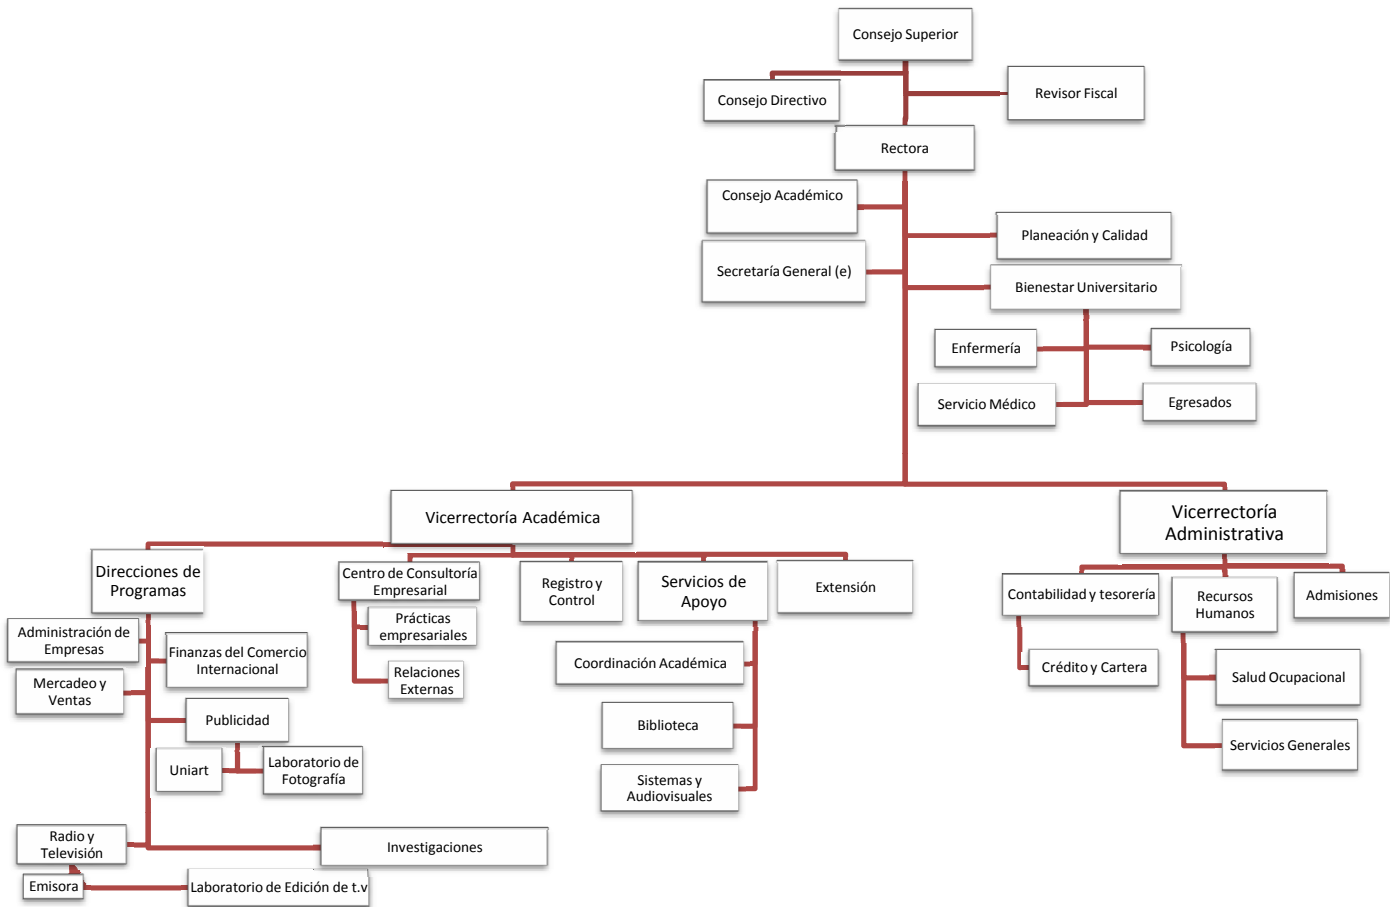 Consejo Superior
Consejo Directivo
Revisor Fiscal
Rectora
Consejo Académico
Planeación y Calidad
Secretaría General (e)
Bienestar Universitario
Enfermería
Psicología
Servicio Médico
Egresados
Vicerrectoría Académica
Vicerrectoría
Administrativa
Direcciones de
Programas
Centro de Consultoría
Empresarial
Registro y
Control
Servicios de
Apoyo
Extensión
Contabilidad y tesorería
Recursos
Humanos
Admisiones
Administración de
Empresas
Finanzas del Comercio
Internacional
Mercadeo y
Ventas
Publicidad
Uniart
Laboratorio de
Fotografía
Prácticas
empresariales
Relaciones
Externas
Coordinación Académica
Biblioteca
Sistemas y
Audiovisuales
Crédito y Cartera
Salud Ocupacional
Servicios Generales
Radio y
Televisión
Investigaciones
Emisora
Laboratorio de Edición de t.v